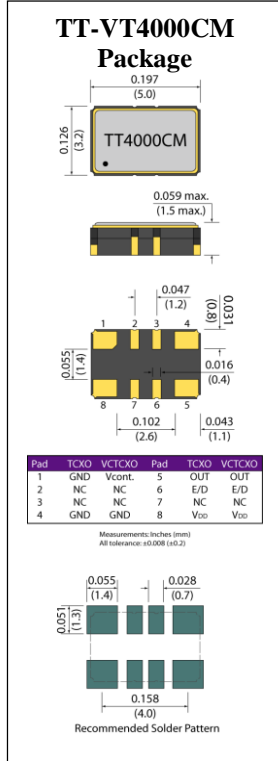 TT-VT4000CM
Package
0.197
(5.0)
0.126
(3.2)
TT4000CM
0.059 max.
(1.5 max.)
0.047
(1.2)
0.031
(0.8)
1 2 3 4
0.055
(1.4)
0.016
(0.4)
8 7 6 5
0.102
(2.6)
0.043
(1.1)
Pad TCXO VCTCXO Pad TCXO VCTCXO
1 GND Vcont. 5 OUT OUT
2 NC NC 6 E/D E/D
3 NC NC 7 NC NC
4 GND GND 8 VDD VDD
Measurements: Inches (mm)
All tolerance: ±0.008 (±0.2)
0.055
(1.4)
0.028
(0.7)
0.051
(1.3)
0.158
(4.0)
Recommended Solder Pattern